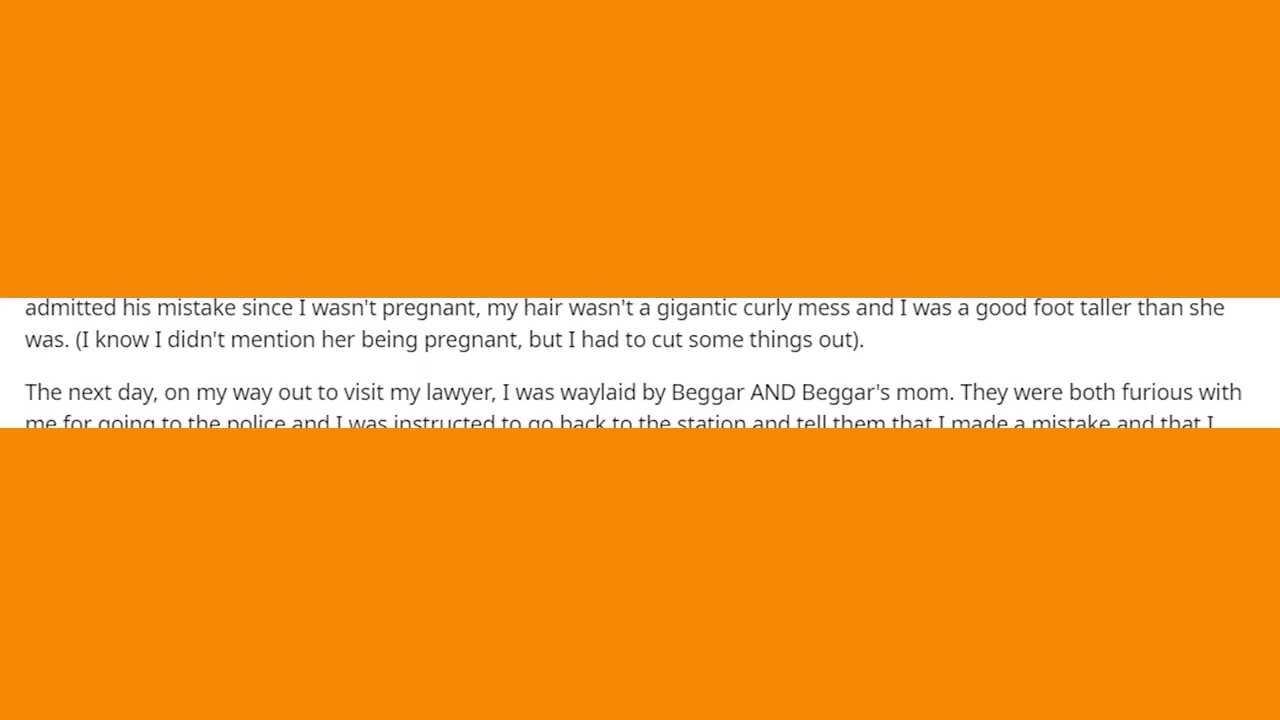 admitted his mistake since I wasn't pregnant, my hair wasn't a gigantic curly mess and I was a good foot taller than she
was. (I know I didn't mention her being pregnant, but I had to cut some things out).
The next day, on my way out to visit my lawyer, I was waylaid by Beggar AND Beggar's mom. They were both furious with
me for going to the police and I was instructed to go back to the station and tell them that I made a mistake and that I